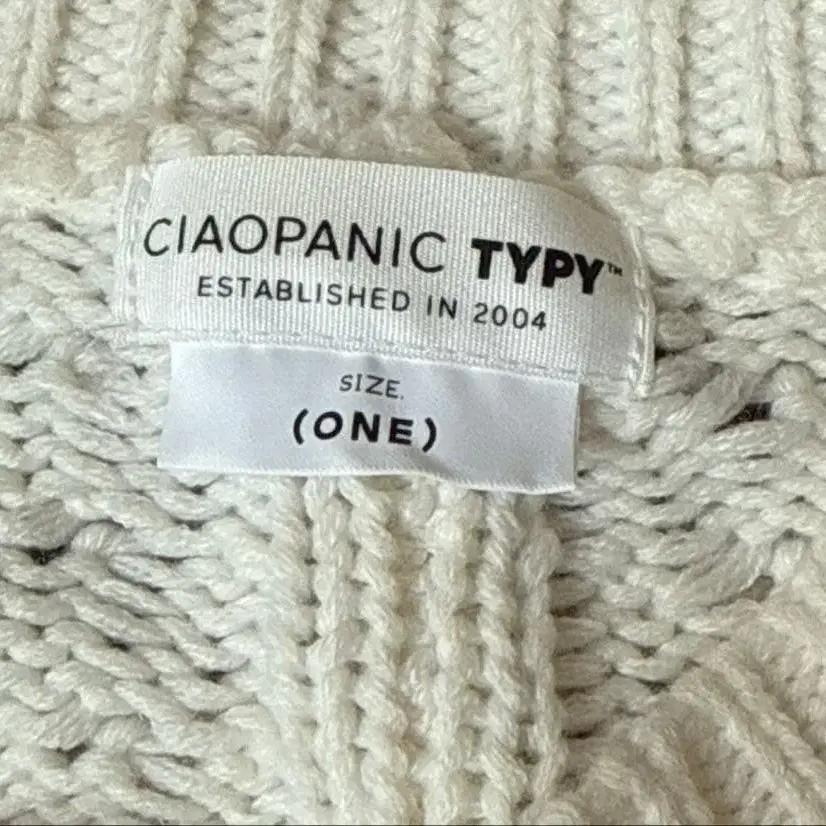 CIAOPANIC TYPY™
ESTABLISHED IN 2004
SIZE.
(ONE)